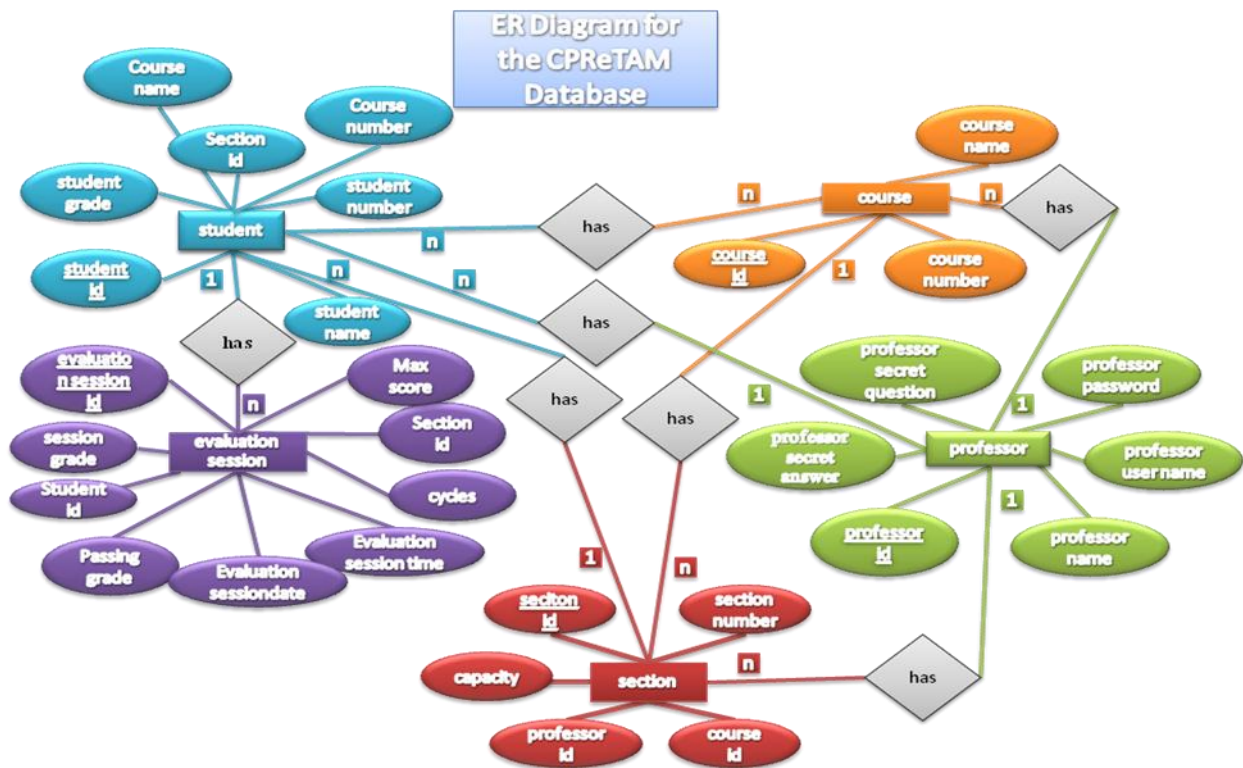 ER Diagram for
the CPReTAM
Database
Course
name
Course
number
Section
id
student
grade
student
number
student
student
id
student
name
n
n
n
1
has
has
has
n
course
name
course
n
has
course
id
course
number
1
has
has
evaluatio
n session
id
Max
score
n
session
grade
evaluation
session
Section
id
Student
id
cycles
Passing
grade
Evaluation
sessiondate
Evaluation
session time
professor
secret
question
professor
password
1
1
professor
secret
answer
professor
professor
user name
professor
id
1
professor
name
1
n
seciton
id
section
number
capacity
section
n
has
professor
id
course
id